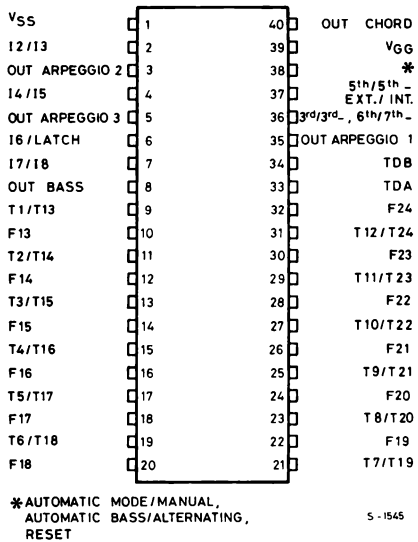 VSS 1 40 OUT CHORD
I2/I3 2 39 VGG
OUT ARPEGGIO 2 3 38 *
I4/I5 4 37 5th/5th - EXT./ INT.
OUT ARPEGGIO 3 5 36 3rd/3rd-, 6th/7th-
I6/LATCH 6 35 OUT ARPEGGIO 1
I7/I8 7 34 TDB
OUT BASS 8 33 TDA
T1/T13 9 32 F24
F13 10 31 T12/T24
T2/T14 11 30 F23
F14 12 29 T11/T23
T3/T15 13 28 F22
F15 14 27 T10/T22
T4/T16 15 26 F21
F16 16 25 T9/T21
T5/T17 17 24 F20
F17 18 23 T8/T20
T6/T18 19 22 F19
F18 20 21 T7/T19
*AUTOMATIC MODE/MANUAL,
AUTOMATIC BASS/ALTERNATING,
RESET
S-1545